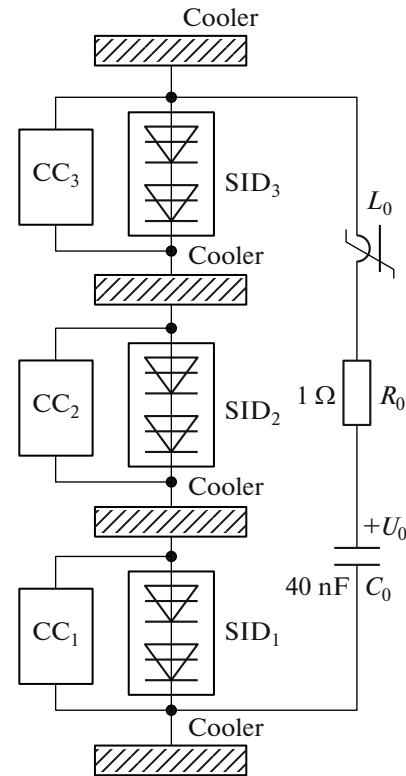 Cooler
CC₃
SID₃
L₀
Cooler
CC₂
SID₂
1 Ω
R₀
Cooler
+U₀
CC₁
SID₁
40 nF
C₀
Cooler